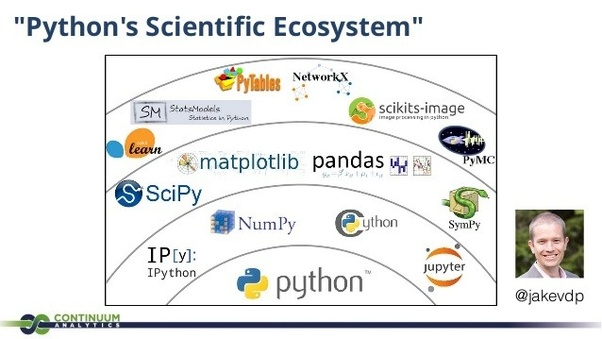 "Python's Scientific Ecosystem"
PyTables
NetworkX
SM StatsModels
Statistics in Python
scikits-image
image processing in python
learn
matplotlib
pandas
PyMC
SciPy
NumPy
Cython
SymPy
IP[y]:
IPython
python™
jupyter
@jakevdp
CONTINUUM
ANALYTICS